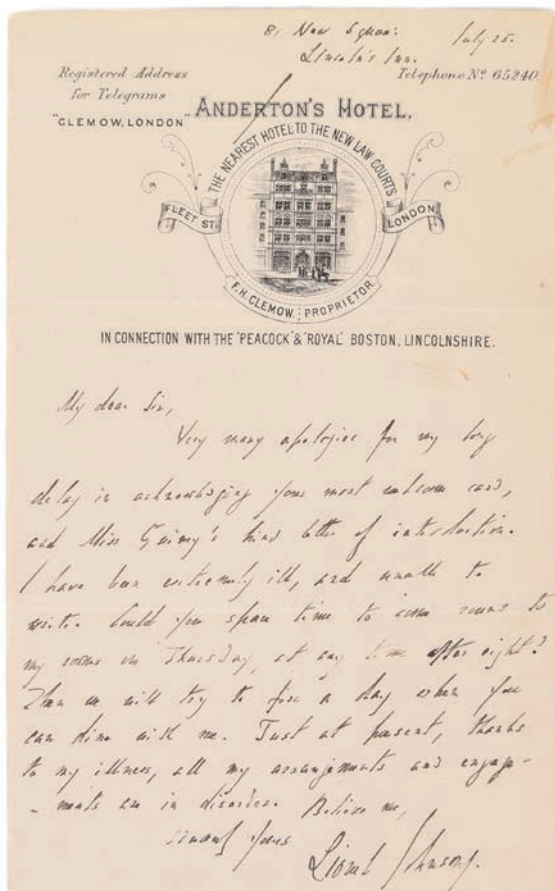 8, New Square:
Lincoln's Inn.
July 25.
Registered Address
for Telegrams
"CLEMOW, LONDON"
Telephone No. 65240.
ANDERTON'S HOTEL,
THE NEAREST HOTEL TO THE NEW LAW COURTS
FLEET ST.
LONDON
F.H. CLEMOW, PROPRIETOR
IN CONNECTION WITH THE "PEACOCK" & "ROYAL" BOSTON, LINCOLNSHIRE.
My dear Sir,
Very many apologies for my long
delay in acknowledging your most welcome card,
and Miss Guiney's kind letter of introduction.
I have been extremely ill, and unable to
write. Could you spare time to come round to
my rooms on Thursday, at any time after eight?
Then we will try to fix a day when you
can dine with me. Just at present, thanks
to my illness, all my arrangements and engage-
-ments are in disorder. Believe me,
yours
Lionel Johnson.